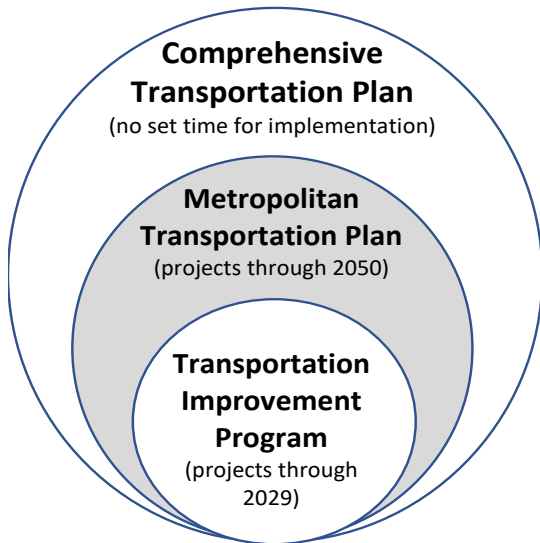 Comprehensive
Transportation Plan
(no set time for implementation)
Metropolitan
Transportation Plan
(projects through 2050)
Transportation
Improvement
Program
(projects through
2029)